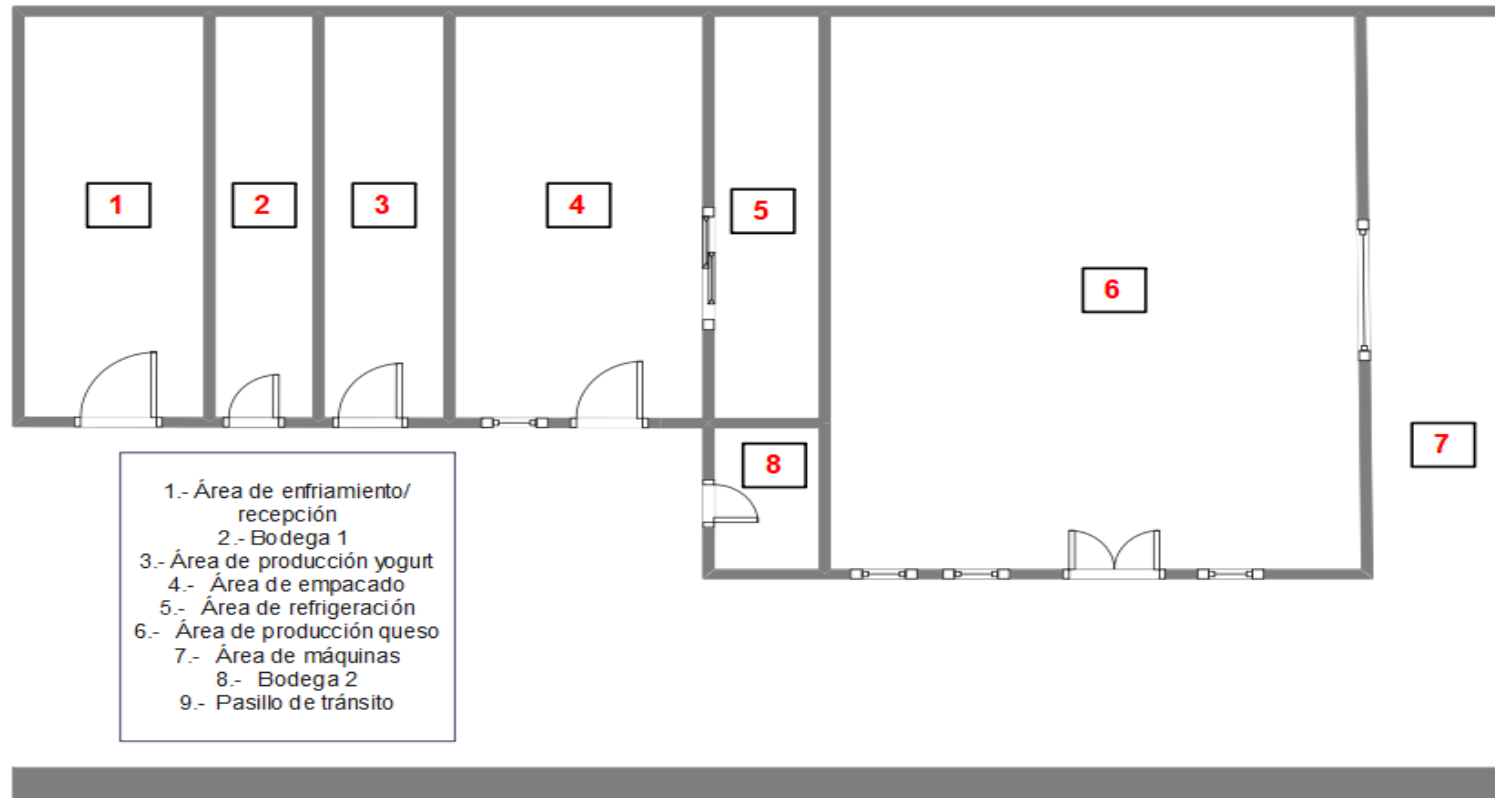 1
2
3
4
5
6
7
8
1.- Área de enfriamiento/
recepción
2.- Bodega 1
3.- Área de producción yogurt
4.- Área de empacado
5.- Área de refrigeración
6.- Área de producción queso
7.- Área de máquinas
8.- Bodega 2
9.- Pasillo de tránsito